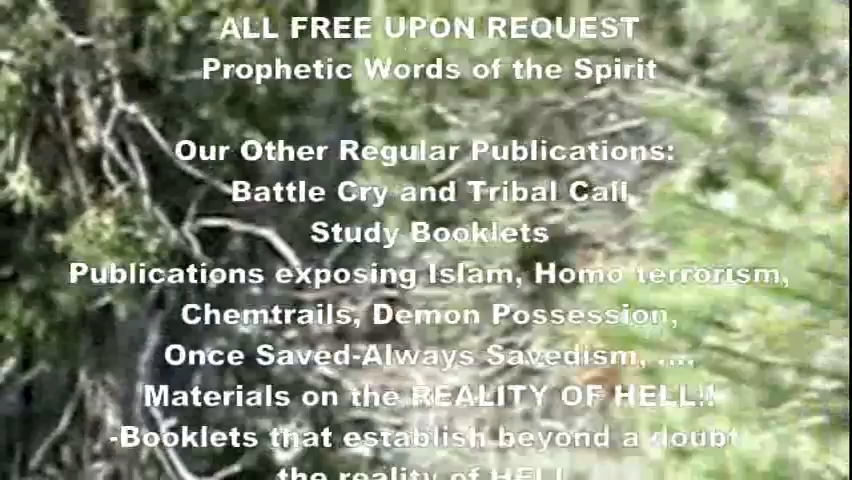 ALL FREE UPON REQUEST
Prophetic Words of the Spirit
Our Other Regular Publications:
Battle Cry and Tribal Call,
Study Booklets
Publications exposing Islam, Homo terrorism,
Chemtrails, Demon Possession,
Once Saved-Always Savedism, ....
Materials on the REALITY OF HELL!!
-Booklets that establish beyond a doubt
the reality of HELL